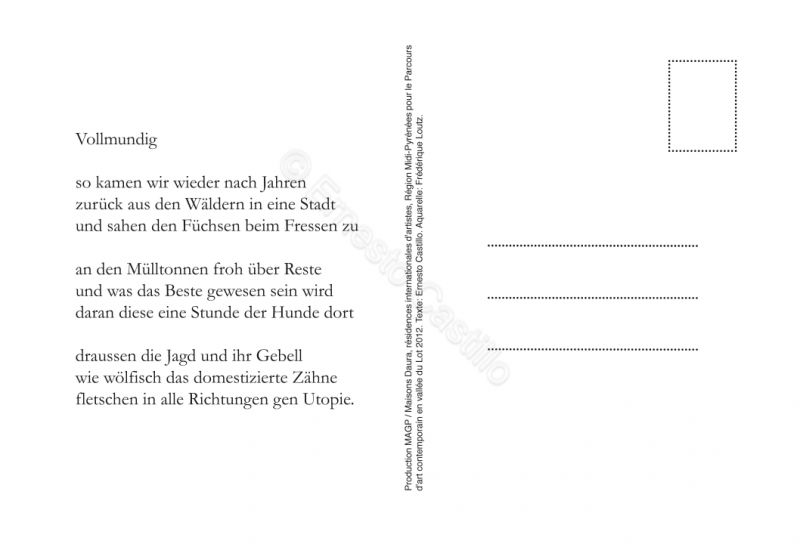 Vollmundig
so kamen wir wieder nach Jahren
zurück aus den Wäldern in eine Stadt
und sahen den Füchsen beim Fressen zu
an den Mülltonnen froh über Reste
und was das Beste gewesen sein wird
daran diese eine Stunde der Hunde dort
draussen die Jagd und ihr Gebell
wie wölfisch das domestizierte Zähne
fletschen in alle Richtungen gen Utopie.
Production MAGP / Maisons Daura, résidences internationales d'artistes, Région Midi-Pyrénées pour le Parcours
d'art contemporain en vallée du Lot 2012. Texte: Ernesto Castillo. Aquarelle: Frédérique Loutz.
© Ernesto Castillo